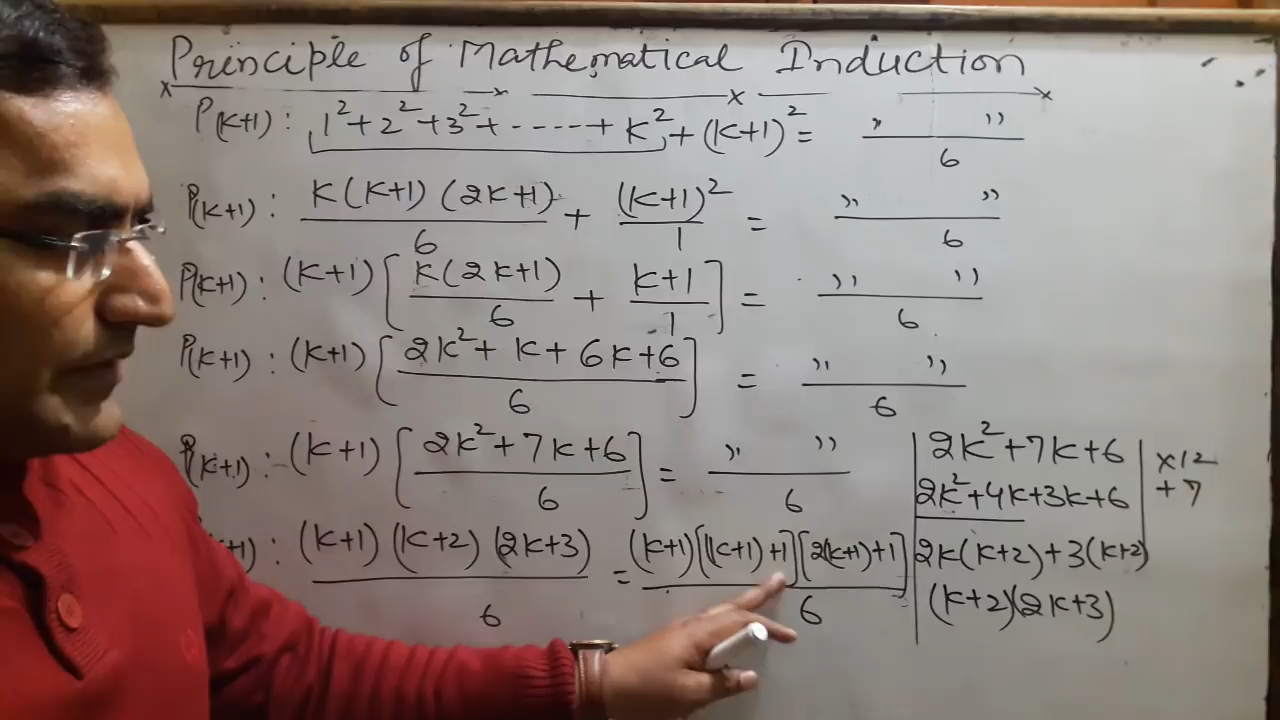 Principle of Mathematical Induction
P(K+1) : 1² + 2² + 3² + ----- + K² + (K+1)² = " " / 6
P(K+1) : K(K+1)(2K+1) / 6 + (K+1)² / 1 = " " / 6
P(K+1) : (K+1) [ K(2K+1) / 6 + K+1 / 1 ] = " " / 6
P(K+1) : (K+1) [ 2K² + K + 6K + 6 / 6 ] = " " / 6
P(K+1) : (K+1) [ 2K² + 7K + 6 / 6 ] = " " / 6
+1) : (K+1) (K+2) (2K+3) / 6 = (K+1)[(K+1)+1][2(K+1)+1] / 6
2K² + 7K + 6
×12
+7
2K² + 4K + 3K + 6
2K(K+2) + 3(K+2)
(K+2)(2K+3)